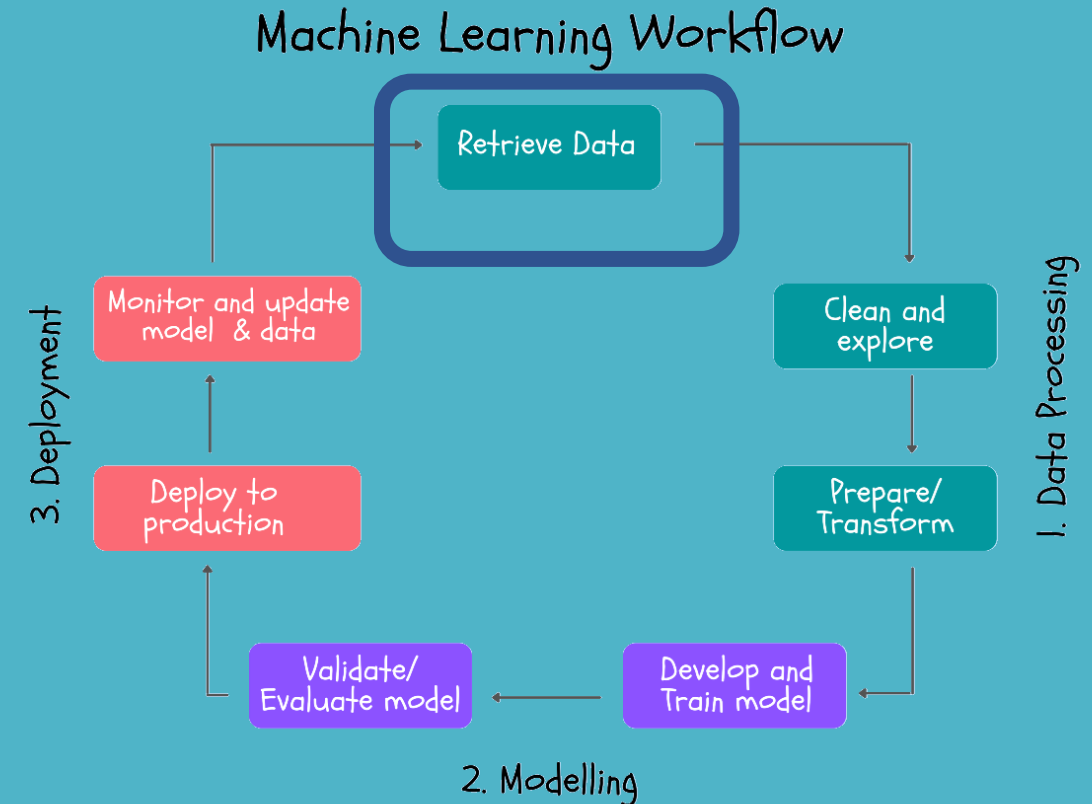 Machine Learning Workflow
Retrieve Data
Clean and
explore
Prepare/
Transform
1. Data Processing
Develop and
Train model
Validate/
Evaluate model
2. Modelling
Deploy to
production
Monitor and update
model & data
3. Deployment